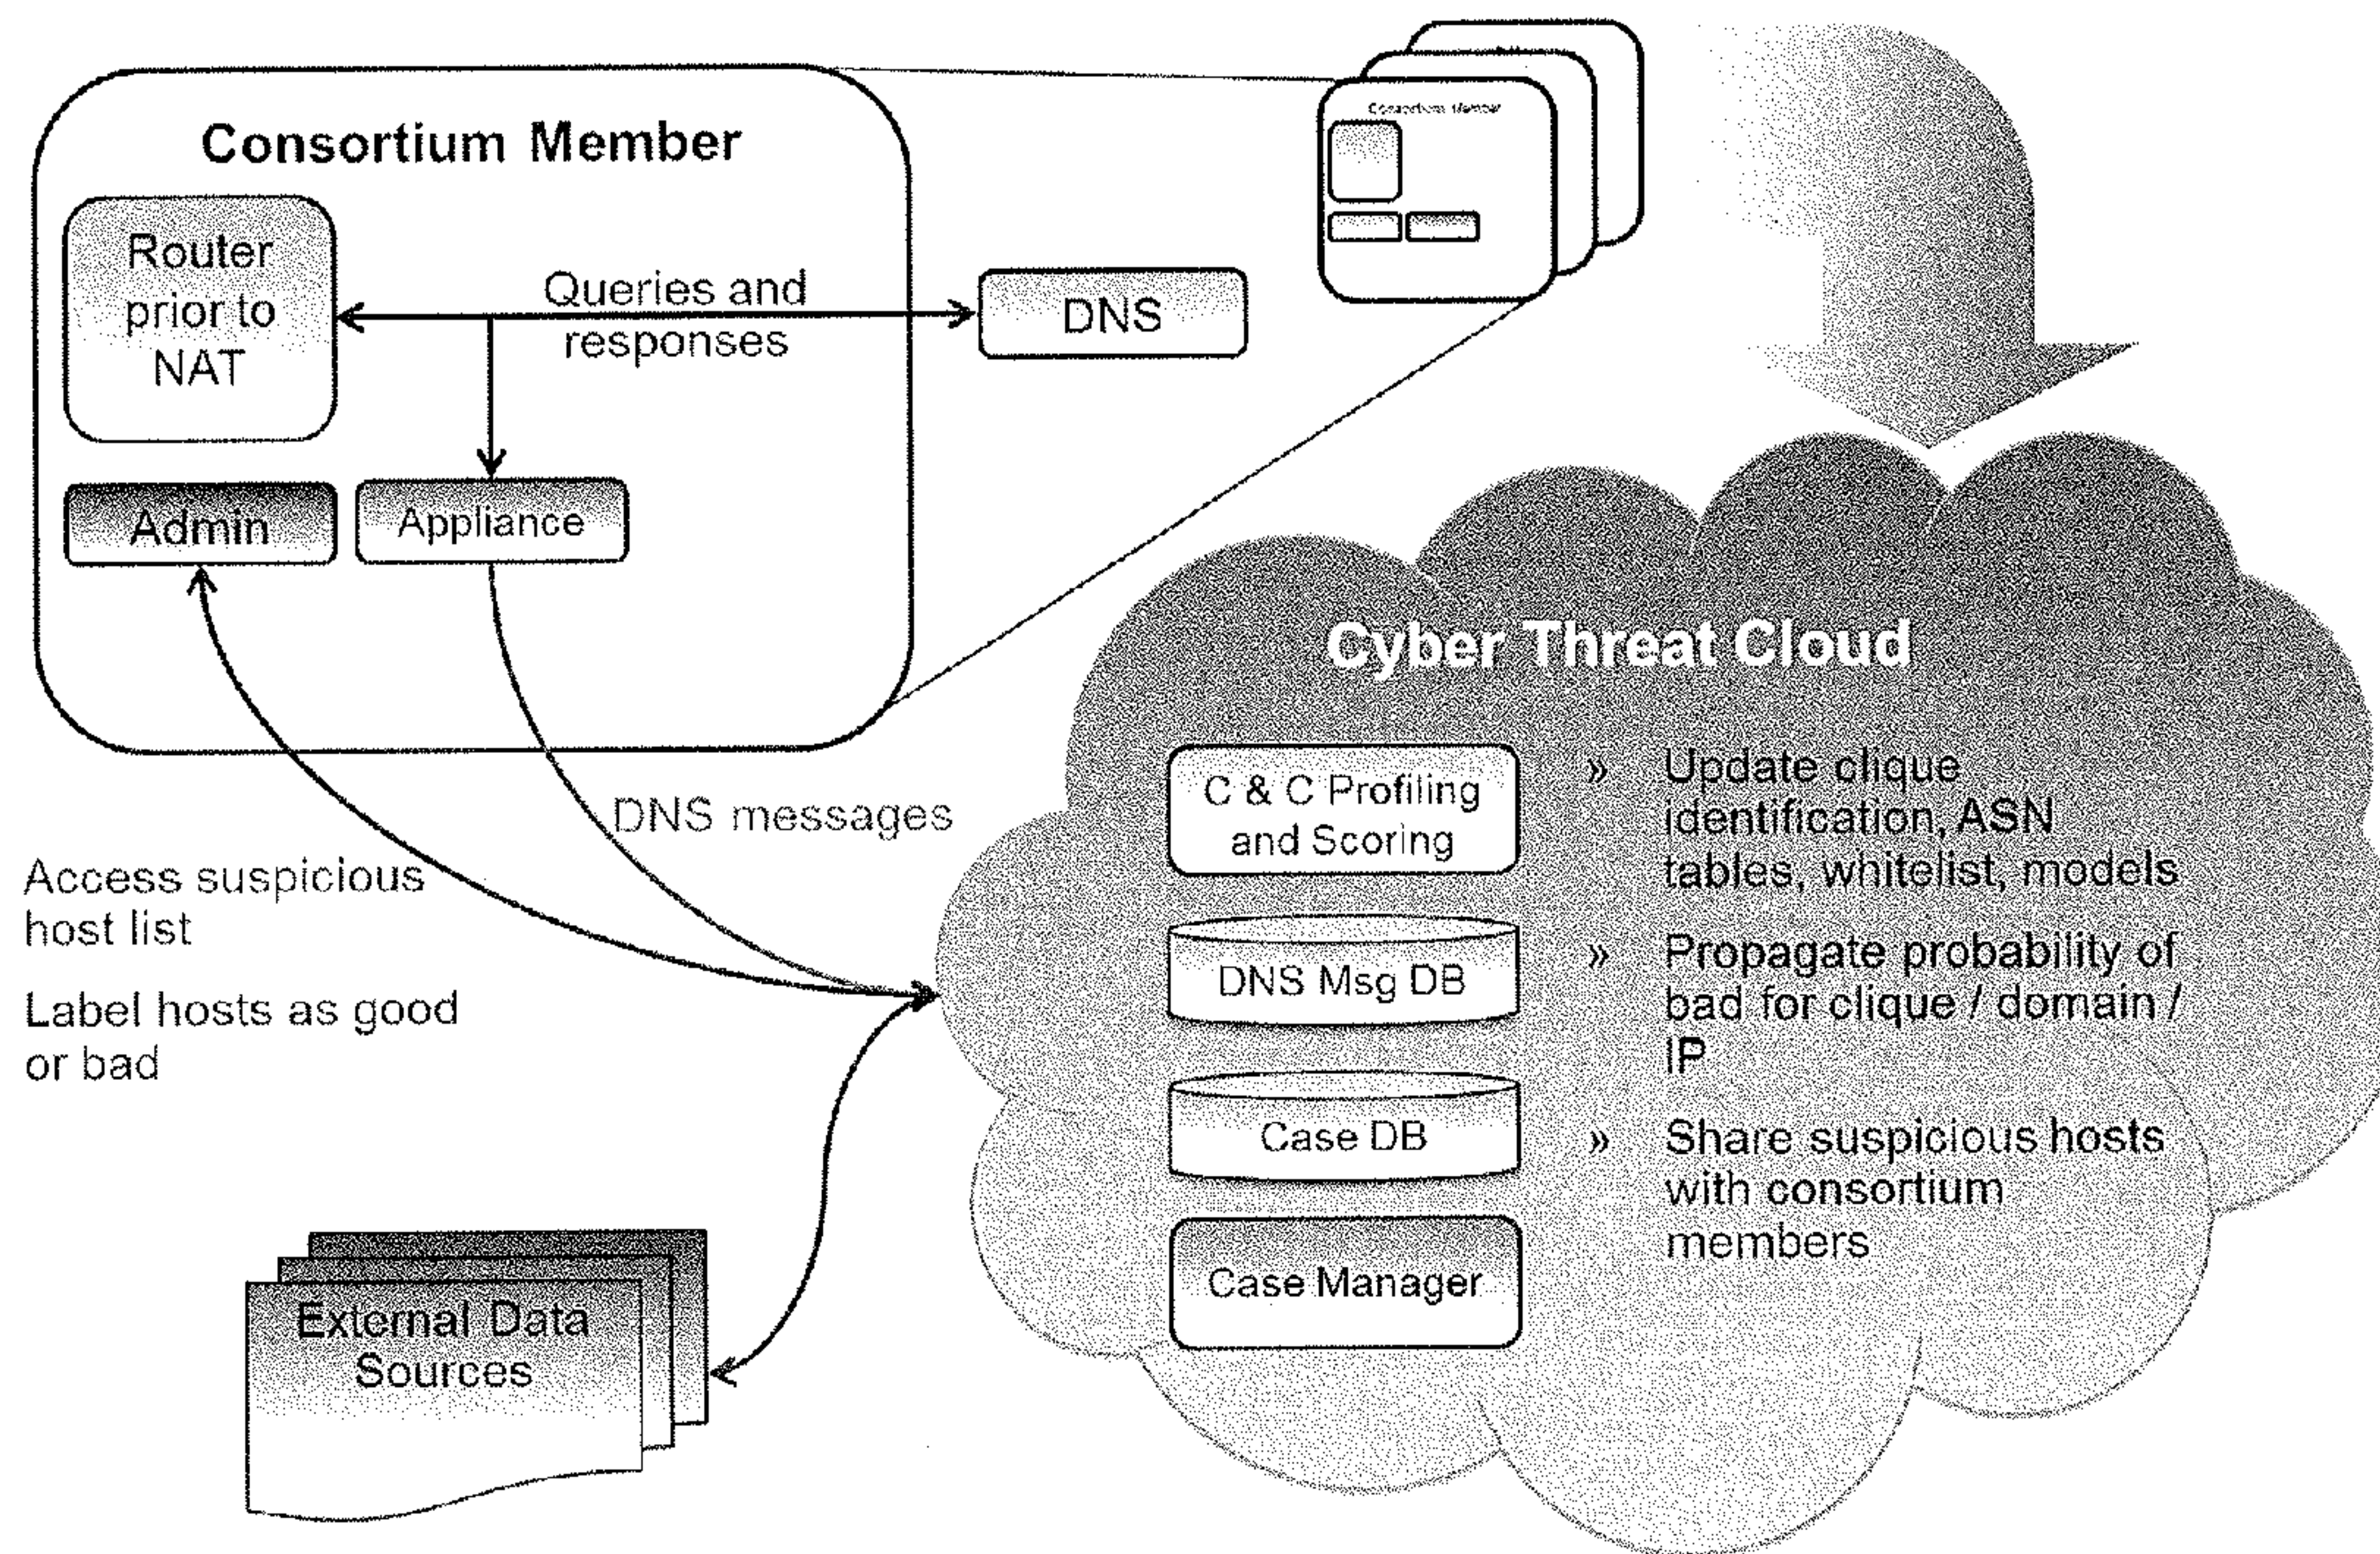 Consortium Member
Router
prior to
NAT
Queries and
responses
DNS
Admin
Appliance
Consortium Member
DNS messages
Access suspicious
host list
Label hosts as good
or bad
External Data
Sources
Cyber Threat Cloud
C & C Profiling
and Scoring
DNS Msg DB
Case DB
Case Manager
» Update clique
identification, ASN
tables, whitelist, models
» Propagate probability of
bad for clique / domain /
IP
» Share suspicious hosts
with consortium
members